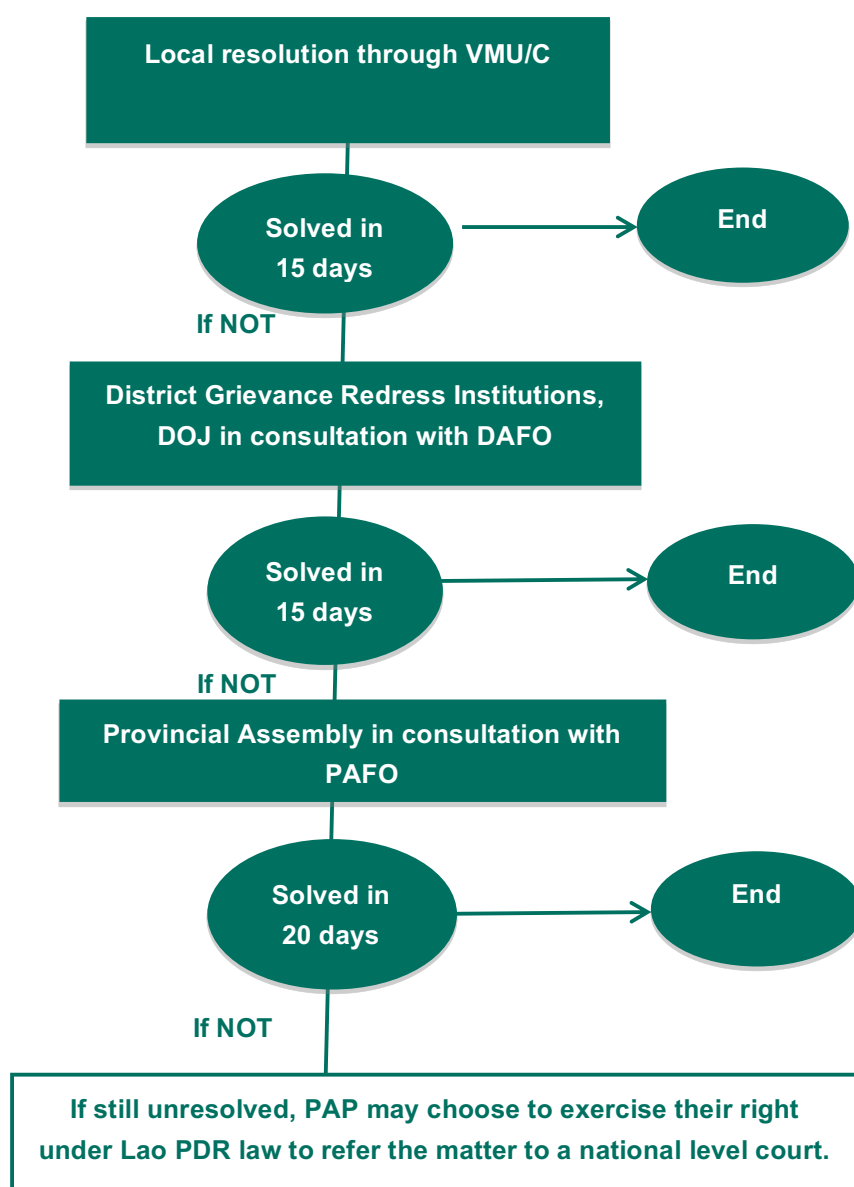 Local resolution through VMU/C
Solved in
15 days
End
If NOT
District Grievance Redress Institutions,
DOJ in consultation with DAFO
Solved in
15 days
End
If NOT
Provincial Assembly in consultation with
PAFO
Solved in
20 days
End
If NOT
If still unresolved, PAP may choose to exercise their right
under Lao PDR law to refer the matter to a national level court.